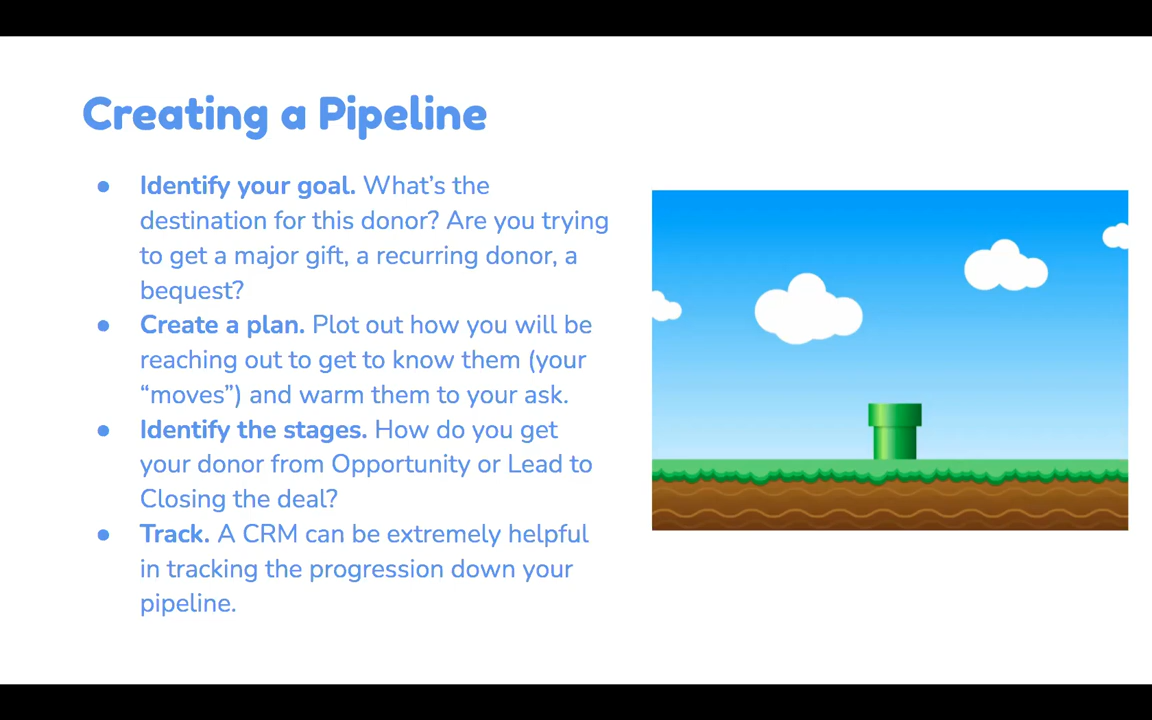 Creating a Pipeline
● Identify your goal. What’s the
destination for this donor? Are you trying
to get a major gift, a recurring donor, a
bequest?
● Create a plan. Plot out how you will be
reaching out to get to know them (your
“moves”) and warm them to your ask.
● Identify the stages. How do you get
your donor from Opportunity or Lead to
Closing the deal?
● Track. A CRM can be extremely helpful
in tracking the progression down your
pipeline.